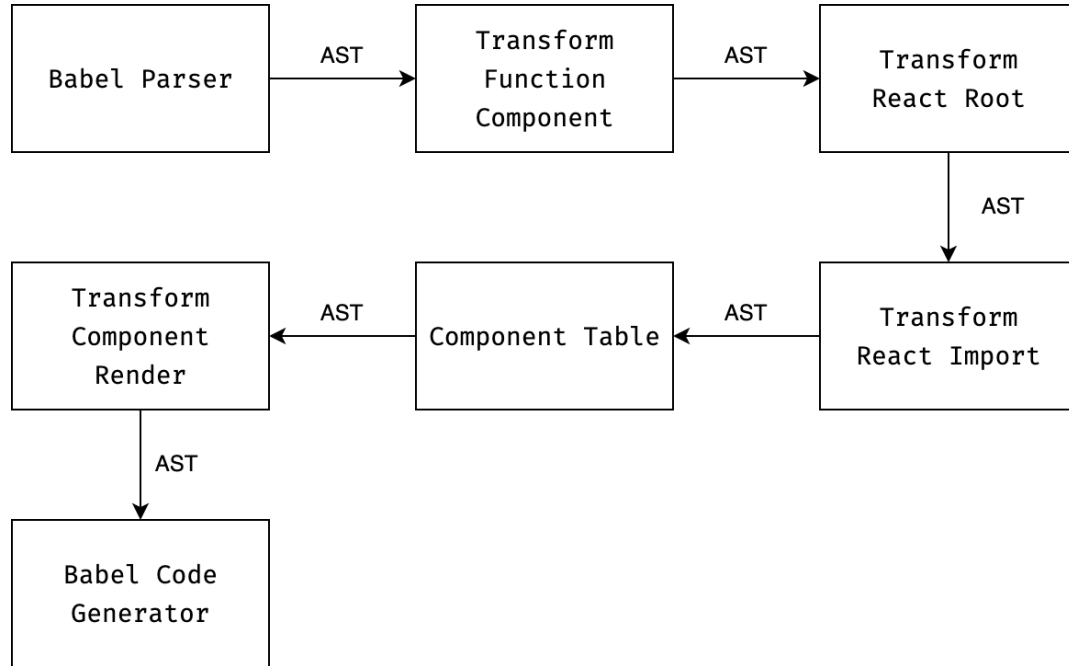 Babel Parser
AST
Transform
Function
Component
AST
Transform
React Root
AST
Transform
React Import
AST
Component Table
AST
Transform
Component
Render
AST
Babel Code
Generator